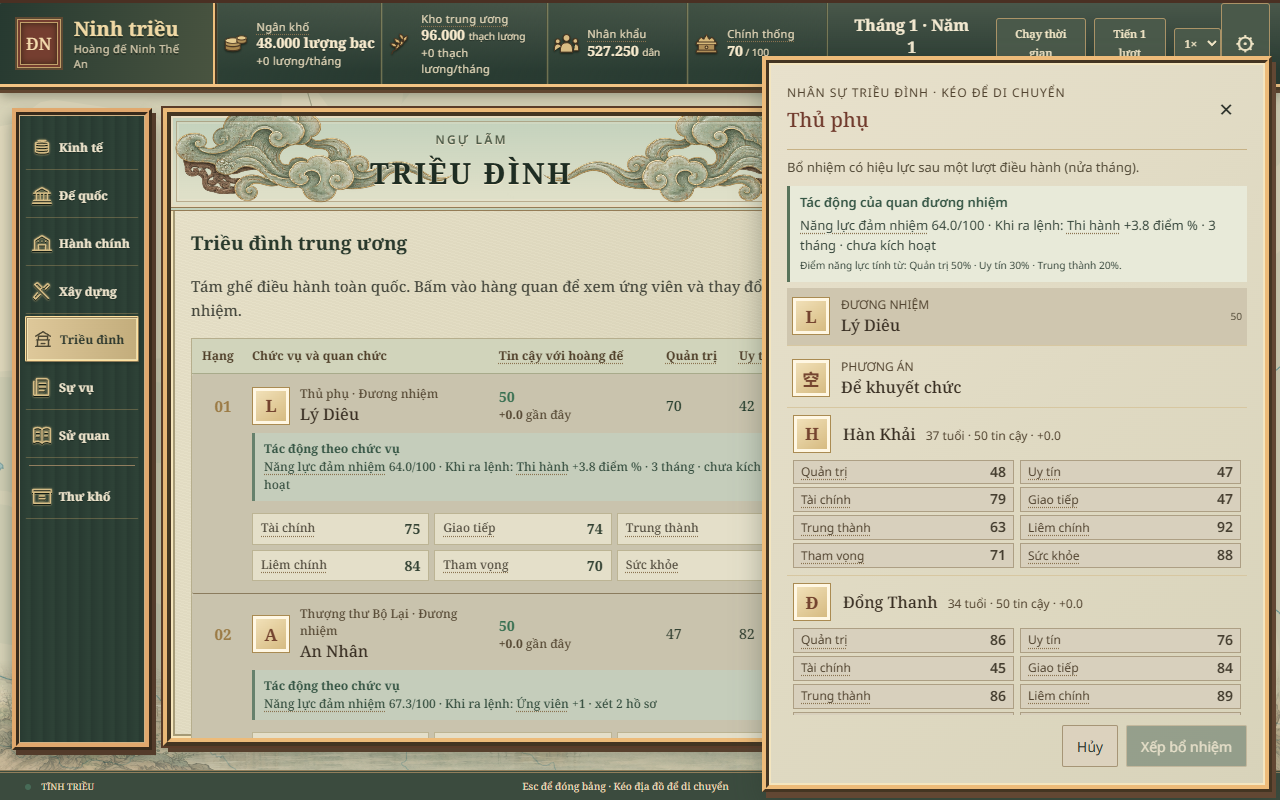 ĐN
Ninh triều
Hoàng đế Ninh Thế An
Ngân khố
48.000 lượng bạc
+0 lượng/tháng
Kho trung ương
96.000 thạch lương
+0 thạch lương/tháng
Nhân khẩu
527.250 dân
Chính thống
70 / 100
Tháng 1 · Năm 1
Chạy thời gian
Tiến 1 lượt
1×
Kinh tế
Đế quốc
Hành chính
Xây dựng
Triều đình
Sự vụ
Sử quan
Thư khố
NGỰ LÃM
TRIỀU ĐÌNH
Triều đình trung ương
Tám ghế điều hành toàn quốc. Bấm vào hàng quan để xem ứng viên và thay
nhiệm.
Hạng Chức vụ và quan chức Tin cậy với hoàng đế Quản trị
01 L Thủ phụ · Đương nhiệm
Lý Diêu
50
+0.0 gần đây
70 42
Tác động theo chức vụ
Năng lực đảm nhiệm 64.0/100 · Khi ra lệnh: Thi hành +3.8 điểm % · 3 tháng · chưa kích
hoạt
Tài chính 75 Giao tiếp 74 Trung thành
Liêm chính 84 Tham vọng 70 Sức khỏe
02 A Thượng thư Bộ Lại · Đương
nhiệm
An Nhân
50
+0.0 gần đây
47 82
Tác động theo chức vụ
Năng lực đảm nhiệm 67.3/100 · Khi ra lệnh: Ứng viên +1 · xét 2 hồ sơ
NHÂN SỰ TRIỀU ĐÌNH · KÉO ĐỂ DI CHUYỂN
Thủ phụ
×
Bổ nhiệm có hiệu lực sau một lượt điều hành (nửa tháng).
Tác động của quan đương nhiệm
Năng lực đảm nhiệm 64.0/100 · Khi ra lệnh: Thi hành +3.8 điểm % · 3
tháng · chưa kích hoạt
Điểm năng lực tính từ: Quản trị 50% · Uy tín 30% · Trung thành 20%.
L ĐƯƠNG NHIỆM
Lý Diêu
50
空 PHƯƠNG ÁN
Để khuyết chức
H Hàn Khải 37 tuổi · 50 tin cậy · +0.0
Quản trị 48 Uy tín 47
Tài chính 79 Giao tiếp 47
Trung thành 63 Liêm chính 92
Tham vọng 71 Sức khỏe 88
Đ Đổng Thanh 34 tuổi · 50 tin cậy · +0.0
Quản trị 86 Uy tín 76
Tài chính 45 Giao tiếp 84
Trung thành 86 Liêm chính 89
Hủy
Xếp bổ nhiệm
TĨNH TRIỀU
Esc để đóng bảng · Kéo địa đồ để di chuyển